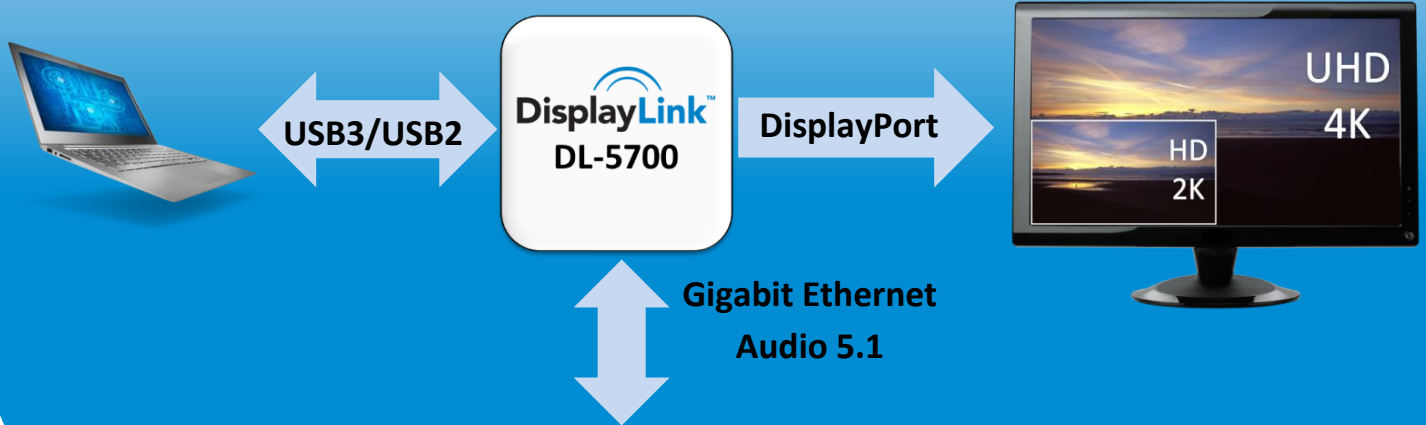 USB3/USB2
DisplayLink™
DL-5700
DisplayPort
UHD
4K
HD
2K
Gigabit Ethernet
Audio 5.1